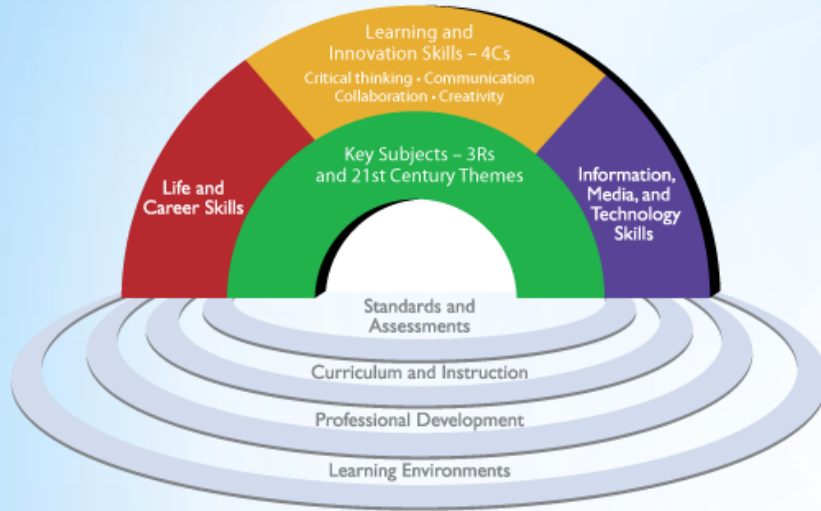 Learning and
Innovation Skills – 4Cs
Critical thinking • Communication
Collaboration • Creativity
Key Subjects – 3Rs
and 21st Century Themes
Life and
Career Skills
Information,
Media, and
Technology
Skills
Standards and
Assessments
Curriculum and Instruction
Professional Development
Learning Environments